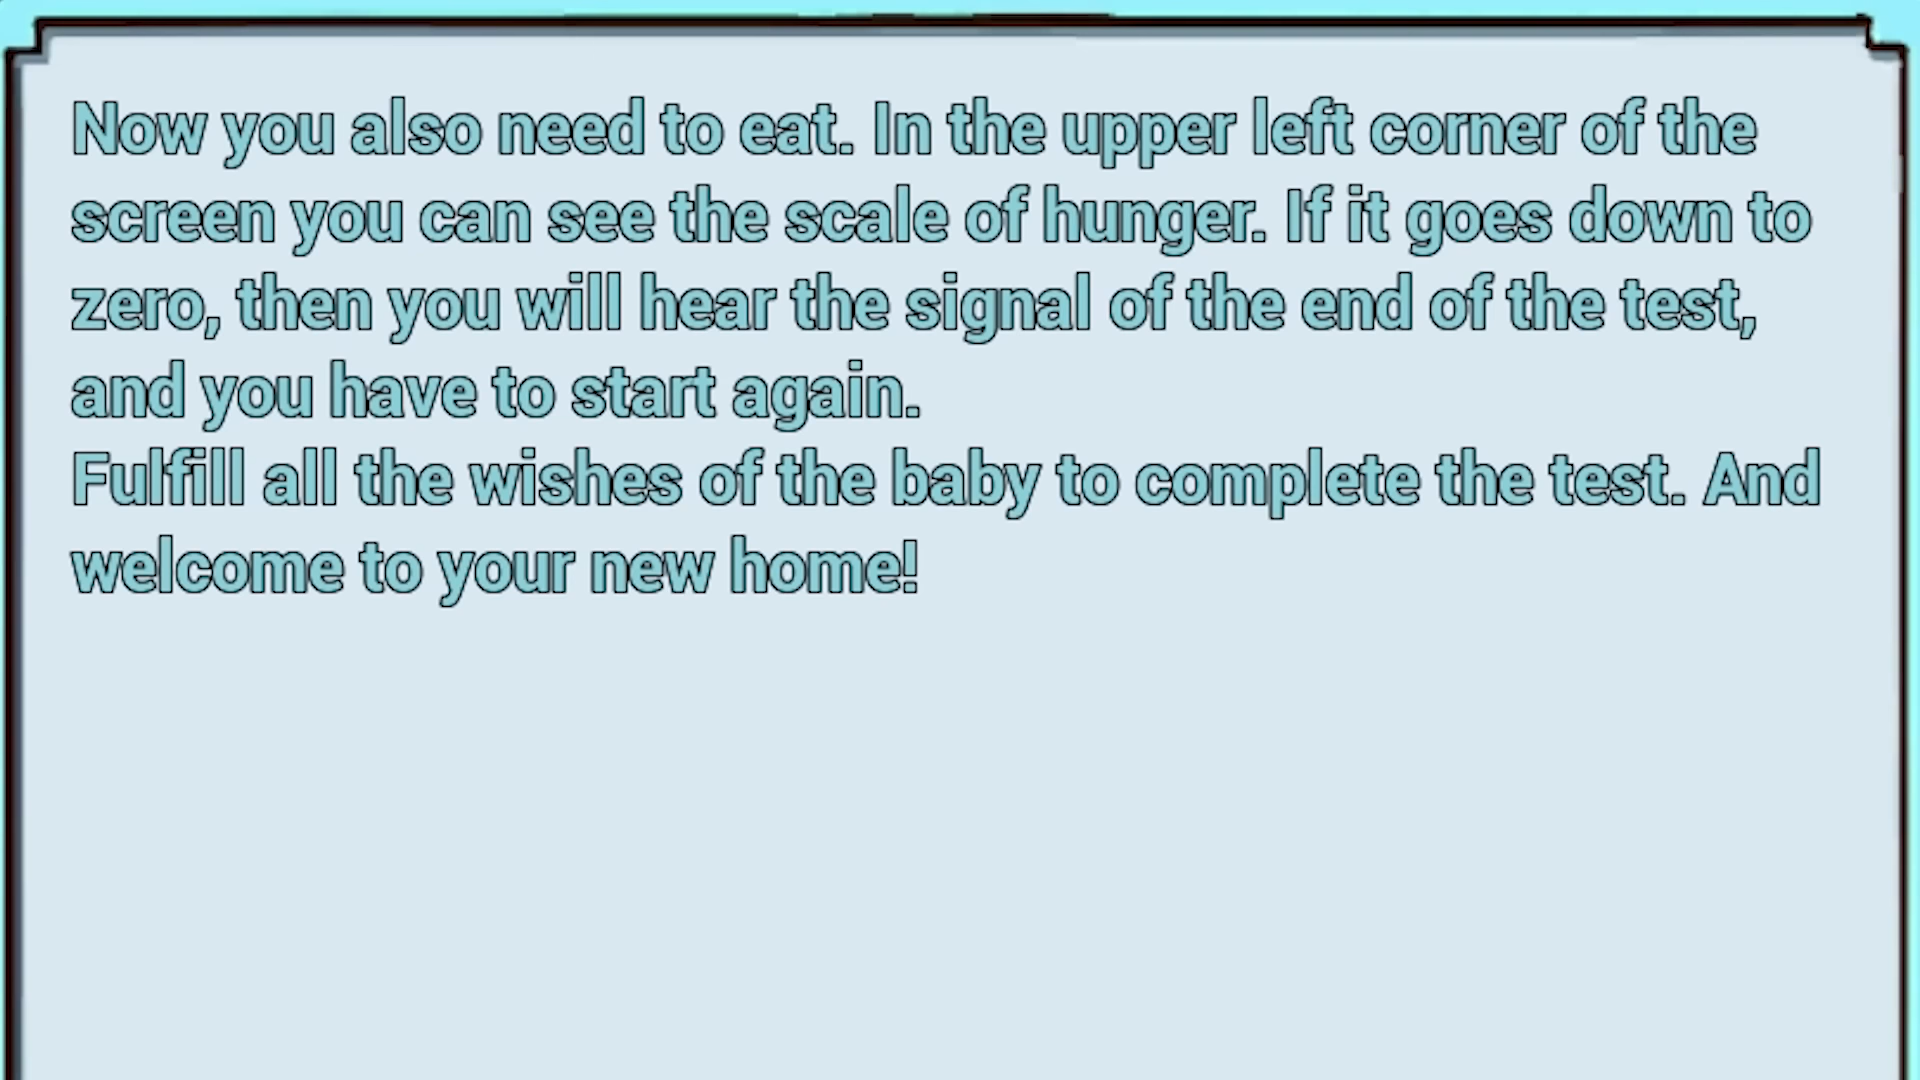 Now you also need to eat. In the upper left corner of the
screen you can see the scale of hunger. If it goes down to
zero, then you will hear the signal of the end of the test,
and you have to start again.
Fulfill all the wishes of the baby to complete the test. And
welcome to your new home!